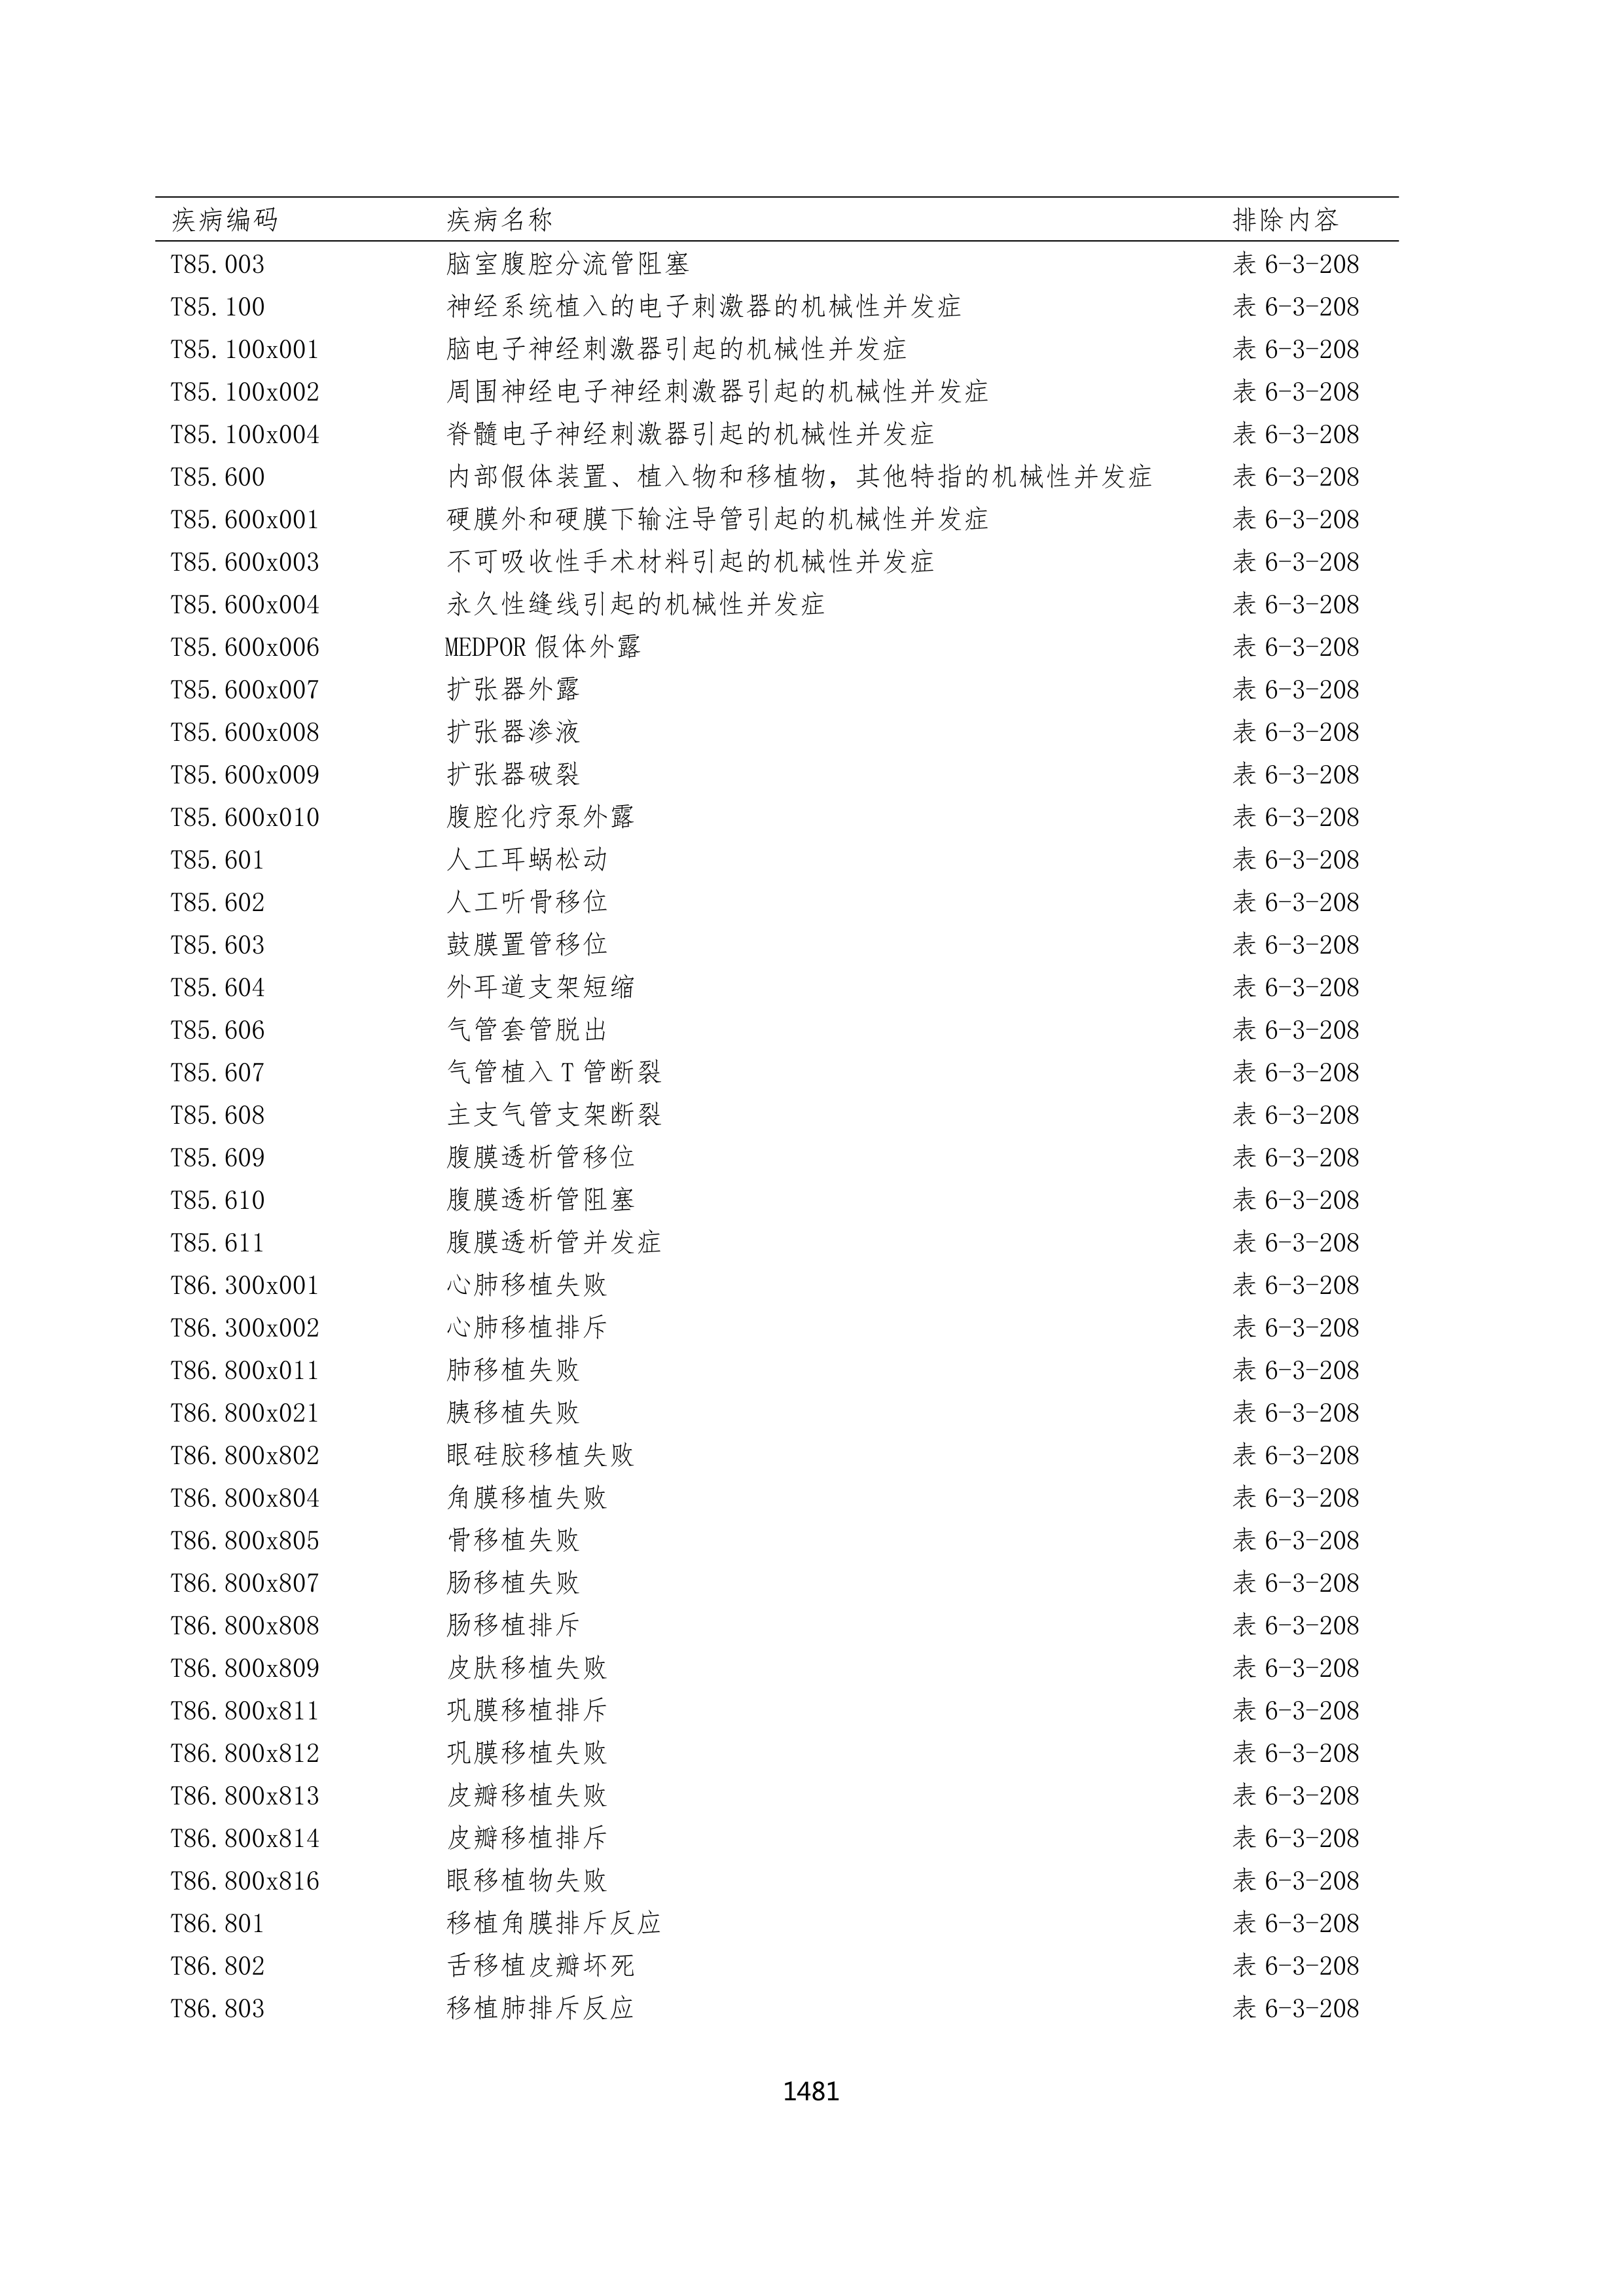 疾病编码 疾病名称 排除内容
T85.003 脑室腹腔分流管阻塞 表 6-3-208
T85.100 神经系统植入的电子刺激器的机械性并发症 表 6-3-208
T85.100x001 脑电子神经刺激器引起的机械性并发症 表 6-3-208
T85.100x002 周围神经电子神经刺激器引起的机械性并发症 表 6-3-208
T85.100x004 脊髓电子神经刺激器引起的机械性并发症 表 6-3-208
T85.600 内部假体装置、植入物和移植物，其他特指的机械性并发症 表 6-3-208
T85.600x001 硬膜外和硬膜下输注导管引起的机械性并发症 表 6-3-208
T85.600x003 不可吸收性手术材料引起的机械性并发症 表 6-3-208
T85.600x004 永久性缝线引起的机械性并发症 表 6-3-208
T85.600x006 MEDPOR 假体外露 表 6-3-208
T85.600x007 扩张器外露 表 6-3-208
T85.600x008 扩张器渗液 表 6-3-208
T85.600x009 扩张器破裂 表 6-3-208
T85.600x010 腹腔化疗泵外露 表 6-3-208
T85.601 人工耳蜗松动 表 6-3-208
T85.602 人工听骨移位 表 6-3-208
T85.603 鼓膜置管移位 表 6-3-208
T85.604 外耳道支架短缩 表 6-3-208
T85.606 气管套管脱出 表 6-3-208
T85.607 气管植入 T 管断裂 表 6-3-208
T85.608 主支气管支架断裂 表 6-3-208
T85.609 腹膜透析管移位 表 6-3-208
T85.610 腹膜透析管阻塞 表 6-3-208
T85.611 腹膜透析管并发症 表 6-3-208
T86.300x001 心肺移植失败 表 6-3-208
T86.300x002 心肺移植排斥 表 6-3-208
T86.800x011 肺移植失败 表 6-3-208
T86.800x021 胰移植失败 表 6-3-208
T86.800x802 眼硅胶移植失败 表 6-3-208
T86.800x804 角膜移植失败 表 6-3-208
T86.800x805 骨移植失败 表 6-3-208
T86.800x807 肠移植失败 表 6-3-208
T86.800x808 肠移植排斥 表 6-3-208
T86.800x809 皮肤移植失败 表 6-3-208
T86.800x811 巩膜移植排斥 表 6-3-208
T86.800x812 巩膜移植失败 表 6-3-208
T86.800x813 皮瓣移植失败 表 6-3-208
T86.800x814 皮瓣移植排斥 表 6-3-208
T86.800x816 眼移植物失败 表 6-3-208
T86.801 移植角膜排斥反应 表 6-3-208
T86.802 舌移植皮瓣坏死 表 6-3-208
T86.803 移植肺排斥反应 表 6-3-208
1481